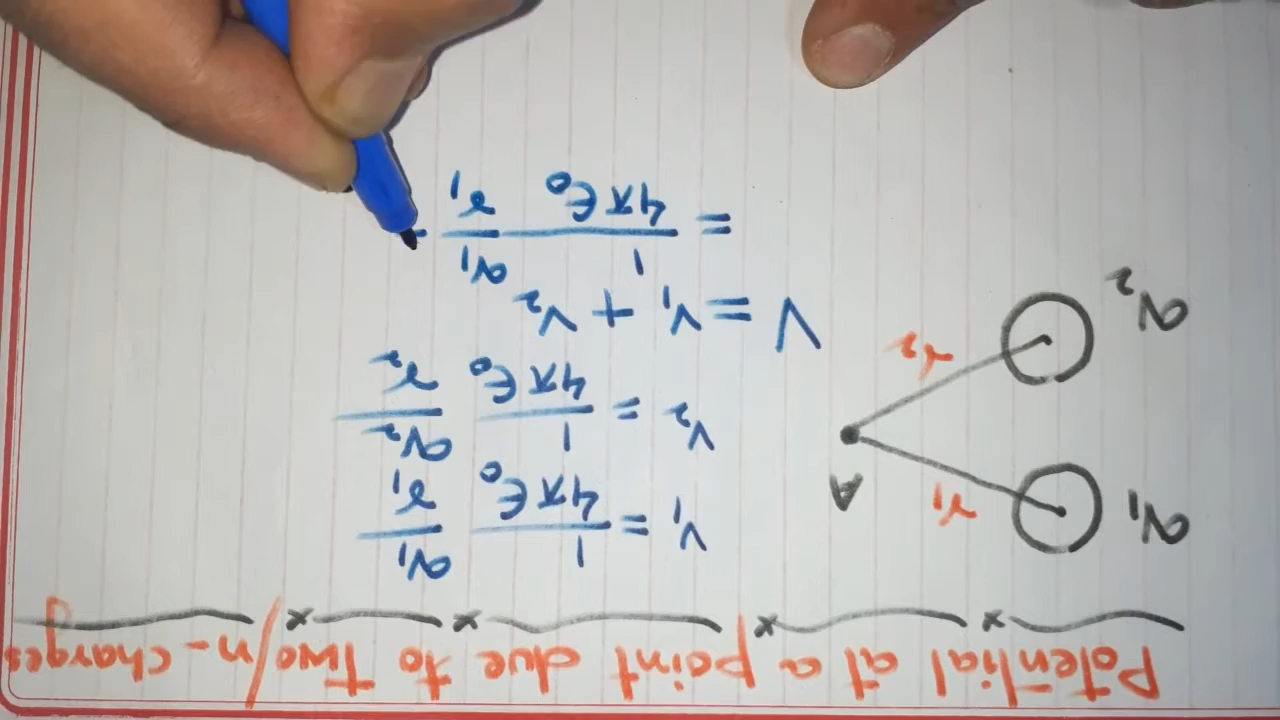 Potential at a point due to Two/n-charges
q₁
r₁
A
r₂
q₂
V₁ = 1/4πε₀ q₁/r₁
V₂ = 1/4πε₀ q₂/r₂
V = V₁ + V₂
= 1/4πε₀ q₁/r₁